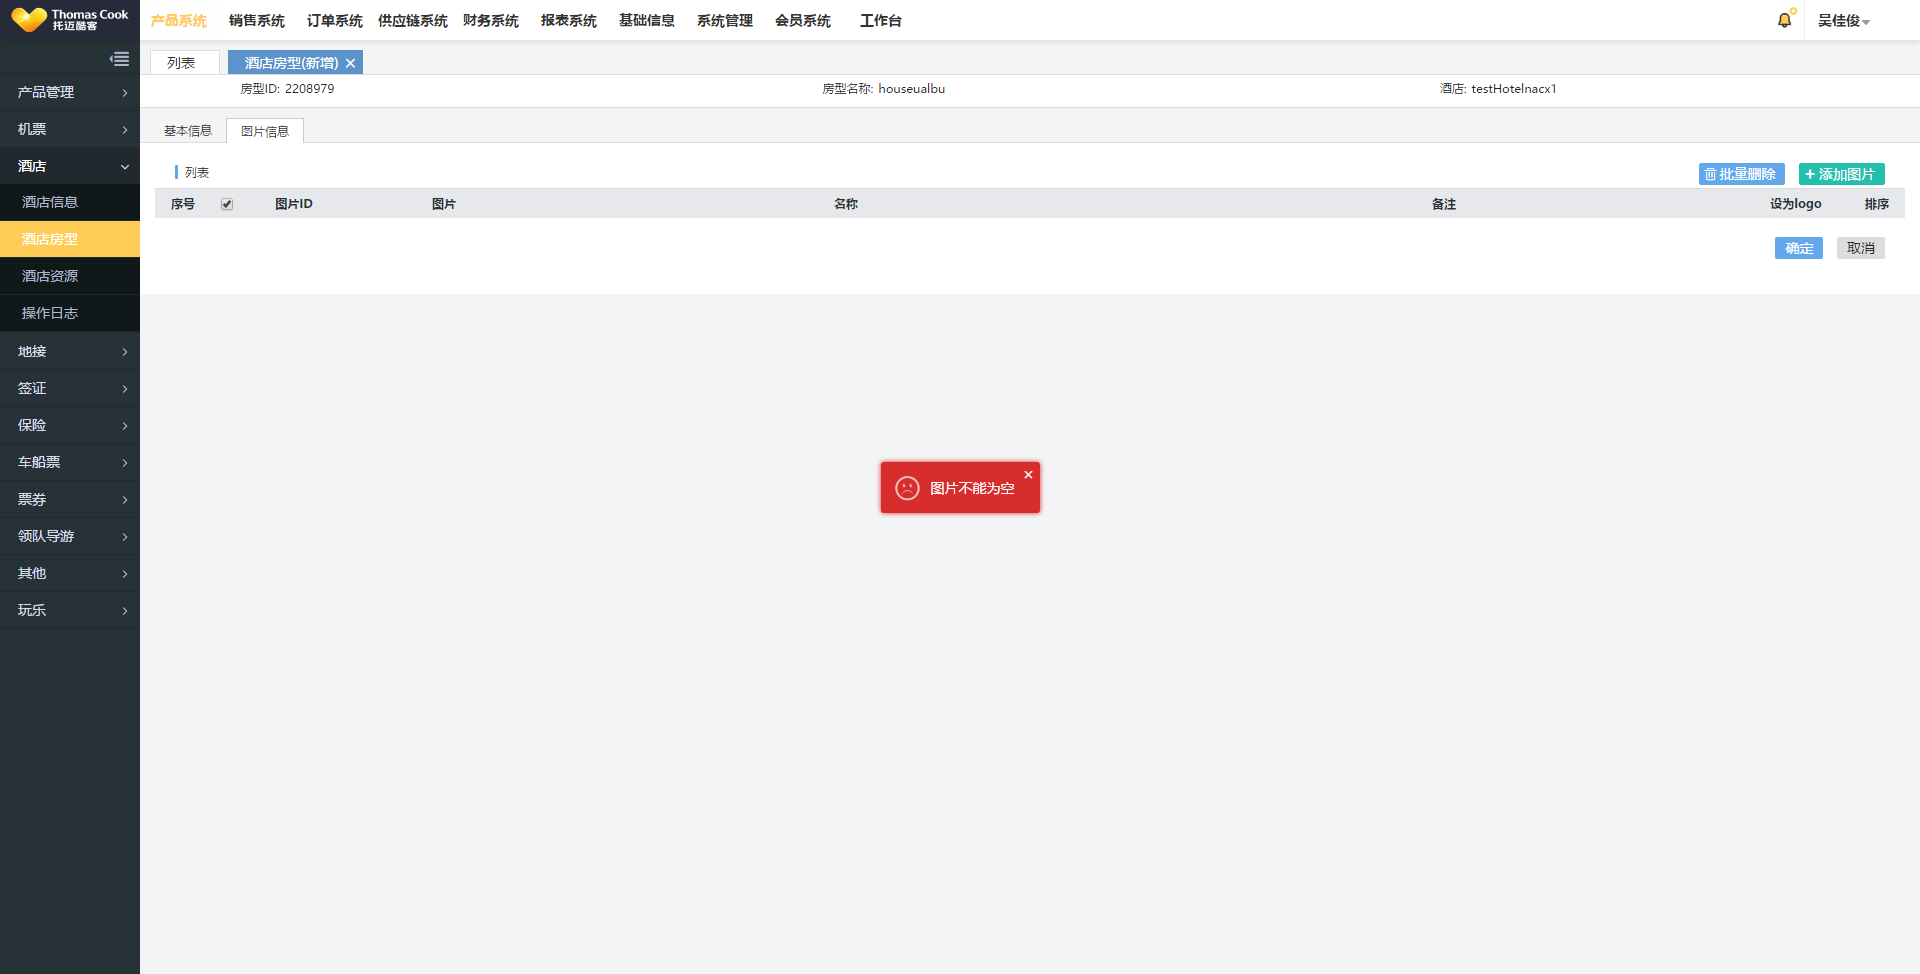 Thomas Cook
托迈酷客
产品系统 销售系统 订单系统 供应链系统 财务系统 报表系统 基础信息 系统管理 会员系统 工作台
吴佳俊
产品管理
机票
酒店
酒店信息
酒店房型
酒店资源
操作日志
地接
签证
保险
车船票
票券
领队导游
其他
玩乐
列表 酒店房型(新增)
房型ID: 2208979 房型名称: houseualbu 酒店: testHotelnacx1
基本信息 图片信息
列表 批量删除 添加图片
序号 图片ID 图片 名称 备注 设为logo 排序
确定 取消
图片不能为空